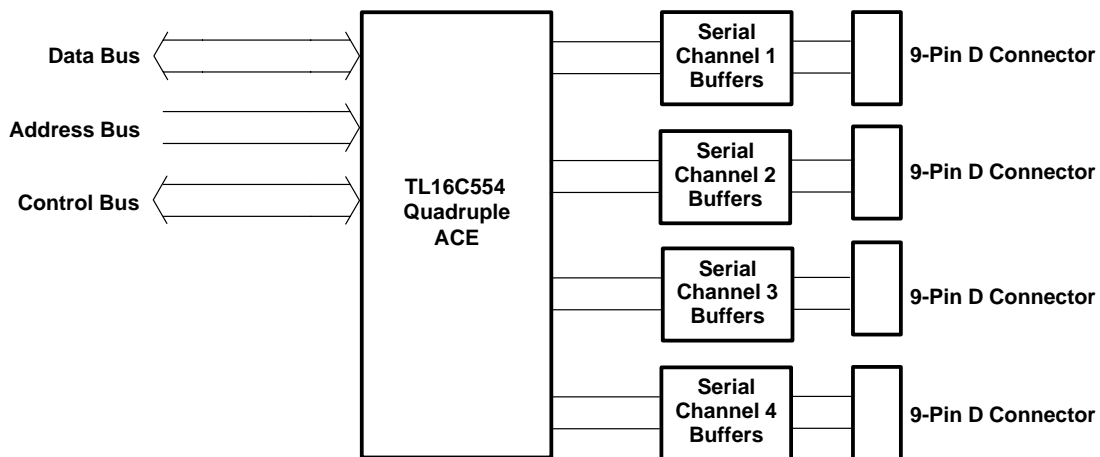 Data Bus
Address Bus
Control Bus
TL16C554
Quadruple
ACE
Serial
Channel 1
Buffers
9-Pin D Connector
Serial
Channel 2
Buffers
9-Pin D Connector
Serial
Channel 3
Buffers
9-Pin D Connector
Serial
Channel 4
Buffers
9-Pin D Connector